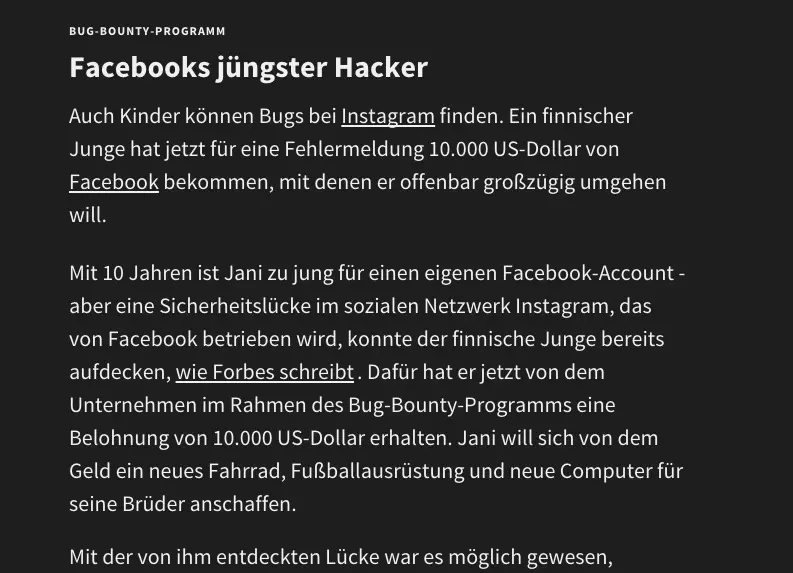 BUG-BOUNTY-PROGRAMM
Facebooks jüngster Hacker
Auch Kinder können Bugs bei Instagram finden. Ein finnischer
Junge hat jetzt für eine Fehlermeldung 10.000 US-Dollar von
Facebook bekommen, mit denen er offenbar großzügig umgehen
will.
Mit 10 Jahren ist Jani zu jung für einen eigenen Facebook-Account -
aber eine Sicherheitslücke im sozialen Netzwerk Instagram, das
von Facebook betrieben wird, konnte der finnische Junge bereits
aufdecken, wie Forbes schreibt . Dafür hat er jetzt von dem
Unternehmen im Rahmen des Bug-Bounty-Programms eine
Belohnung von 10.000 US-Dollar erhalten. Jani will sich von dem
Geld ein neues Fahrrad, Fußballausrüstung und neue Computer für
seine Brüder anschaffen.
Mit der von ihm entdeckten Lücke war es möglich gewesen,